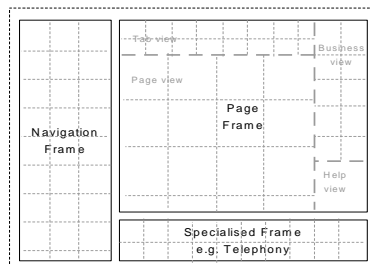 Tab view
Business
view
Page view
Page
Frame
Navigation
Frame
Help
view
Specialised Frame
e.g. Telephony